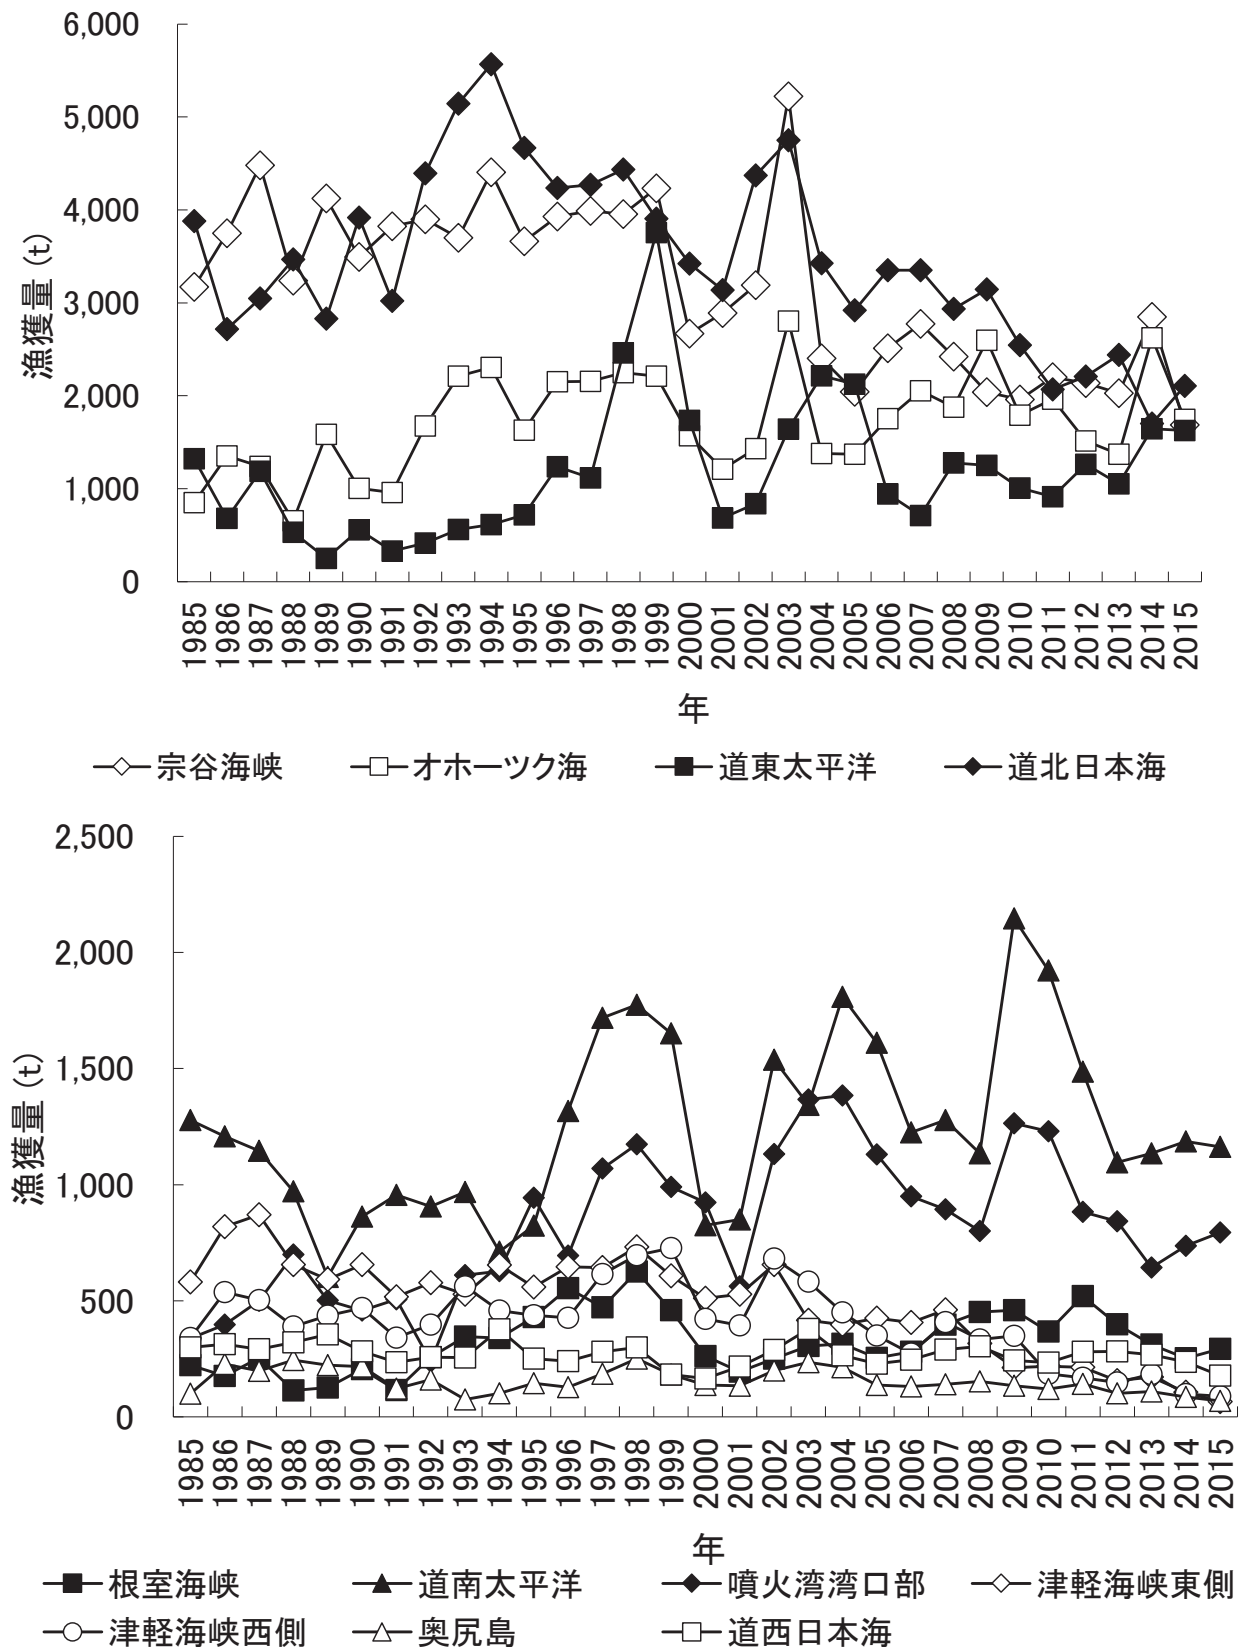 6,000
5,000
4,000
3,000
2,000
1,000
0
漁獲量 (t)
1985 1986 1987 1988 1989 1990 1991 1992 1993 1994 1995 1996 1997 1998 1999 2000 2001 2002 2003 2004 2005 2006 2007 2008 2009 2010 2011 2012 2013 2014 2015
年
宗谷海峡 オホーツク海 道東太平洋 道北日本海
2,500
2,000
1,500
1,000
500
0
漁獲量 (t)
1985 1986 1987 1988 1989 1990 1991 1992 1993 1994 1995 1996 1997 1998 1999 2000 2001 2002 2003 2004 2005 2006 2007 2008 2009 2010 2011 2012 2013 2014 2015
年
根室海峡 道南太平洋 噴火湾湾口部 津軽海峡東側
津軽海峡西側 奥尻島 道西日本海